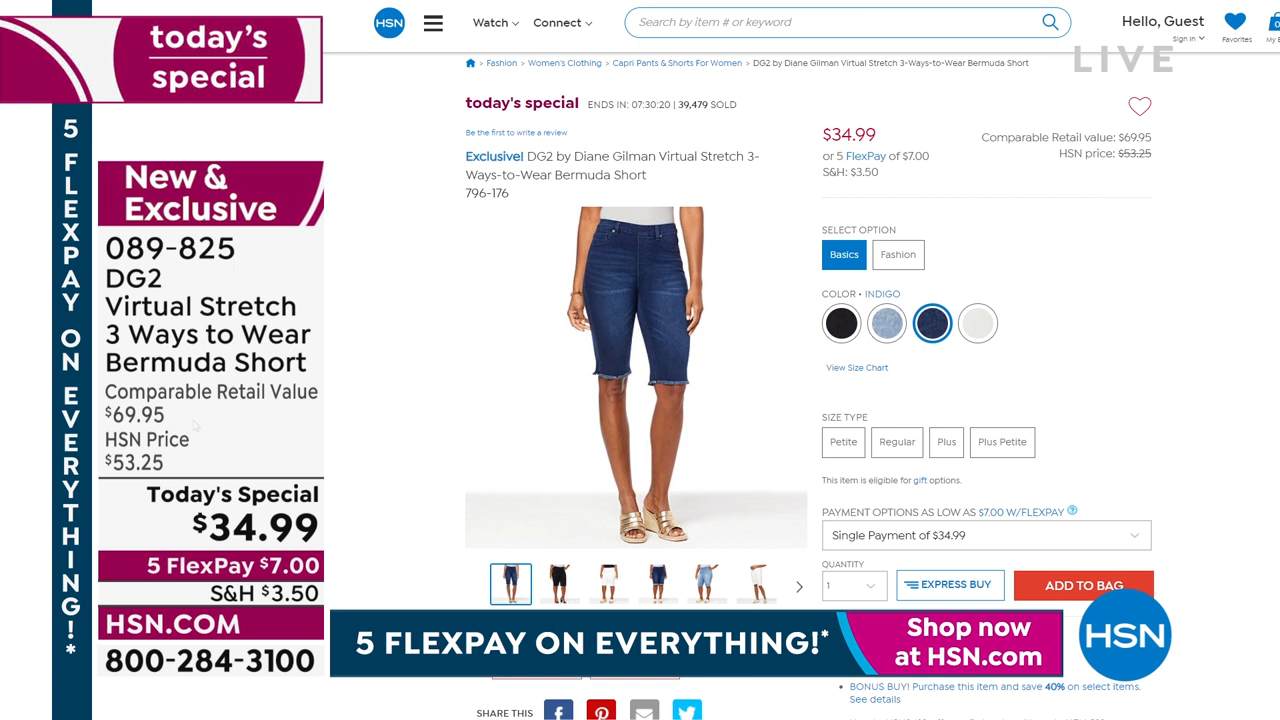 today's
special
5 FLEXPAY ON EVERYTHING!*
New &
Exclusive
089-825
DG2
Virtual Stretch
3 Ways to Wear
Bermuda Short
Comparable Retail Value
$69.95
HSN Price
$53.25
Today's Special
$34.99
5 FlexPay $7.00
S&H $3.50
HSN.COM
800-284-3100
HSN
Watch
Connect
Search by item # or keyword
Hello, Guest
Sign In
Favorites
0
LIVE
> Fashion > Women's Clothing > Capri Pants & Shorts For Women > DG2 by Diane Gilman Virtual Stretch 3-Ways-to-Wear Bermuda Short
today's special ENDS IN: 07:30:20 | 39,479 SOLD
Be the first to write a review
Exclusive! DG2 by Diane Gilman Virtual Stretch 3-
Ways-to-Wear Bermuda Short
796-176
$34.99
or 5 FlexPay of $7.00
S&H: $3.50
Comparable Retail value: $69.95
HSN price: $53.25
SELECT OPTION
Basics
Fashion
COLOR • INDIGO
View Size Chart
SIZE TYPE
Petite
Regular
Plus
Plus Petite
This item is eligible for gift options.
PAYMENT OPTIONS AS LOW AS $7.00 W/FLEXPAY ?
Single Payment of $34.99
QUANTITY
1
EXPRESS BUY
ADD TO BAG
5 FLEXPAY ON EVERYTHING!*
Shop now
at HSN.com
HSN
• BONUS BUY! Purchase this item and save 40% on select items.
See details
SHARE THIS